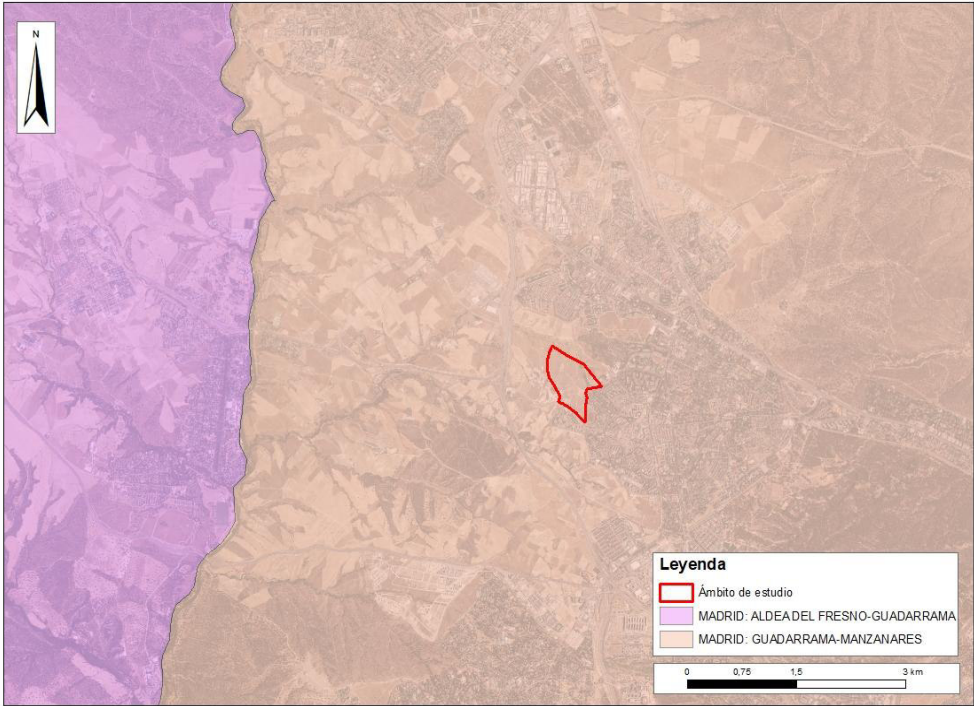 N
Leyenda
Ámbito de estudio
MADRID: ALDEA DEL FRESNO-GUADARRAMA
MADRID: GUADARRAMA-MANZANARES
0 0,75 1,5 3 km